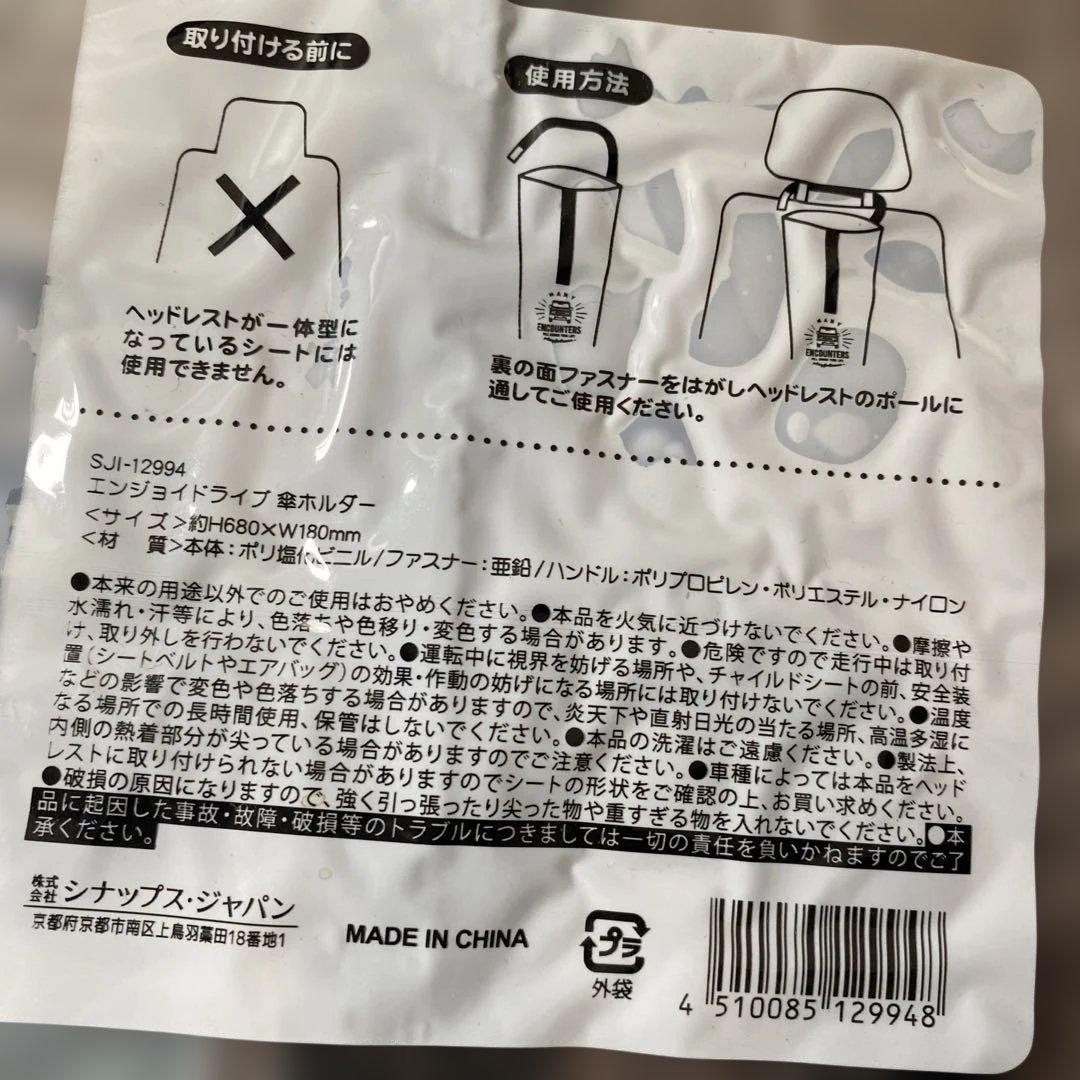 取り付ける前に
ヘッドレストが一体型に
なっているシートには
使用できません。
使用方法
MANY
ENCOUNTERS
MANY
ENCOUNTERS
裏の面ファスナーをはがしヘッドレストのポールに
通してご使用ください。
SJI-12994
エンジョイドライブ 傘ホルダー
<サイズ>約H680×W180mm
<材 質>本体:ポリ塩化ビニル/ファスナー:亜鉛/ハンドル:ポリプロピレン・ポリエステル・ナイロン
●本来の用途以外でのご使用はおやめください。●本品を火気に近づけないでください。●摩擦や
水濡れ・汗等により、色落ちや色移り・変色する場合があります。●危険ですので走行中は取り付
け、取り外しを行わないでください。●運転中に視界を妨げる場所や、チャイルドシートの前、安全装
置(シートベルトやエアバッグ)の効果・作動の妨げになる場所には取り付けないでください。●温度
などの影響で変色や色落ちする場合がありますので、炎天下や直射日光の当たる場所、高温多湿に
なる場所での長時間使用、保管はしないでください。●本品の洗濯はご遠慮ください。●製法上、
内側の熱着部分が尖っている場合がありますのでご注意ください。●車種によっては本品をヘッド
レストに取り付けられない場合がありますのでシートの形状をご確認の上、お買い求めください。
●破損の原因になりますので、強く引っ張ったり尖った物や重すぎる物を入れないでください。●本
品に起因した事故・故障・破損等のトラブルにつきましては一切の責任を負いかねますのでご了
承ください。
株式会社 シナップス・ジャパン
京都府京都市南区上鳥羽藁田18番地1
MADE IN CHINA
プラ
外袋
4 510085 129948